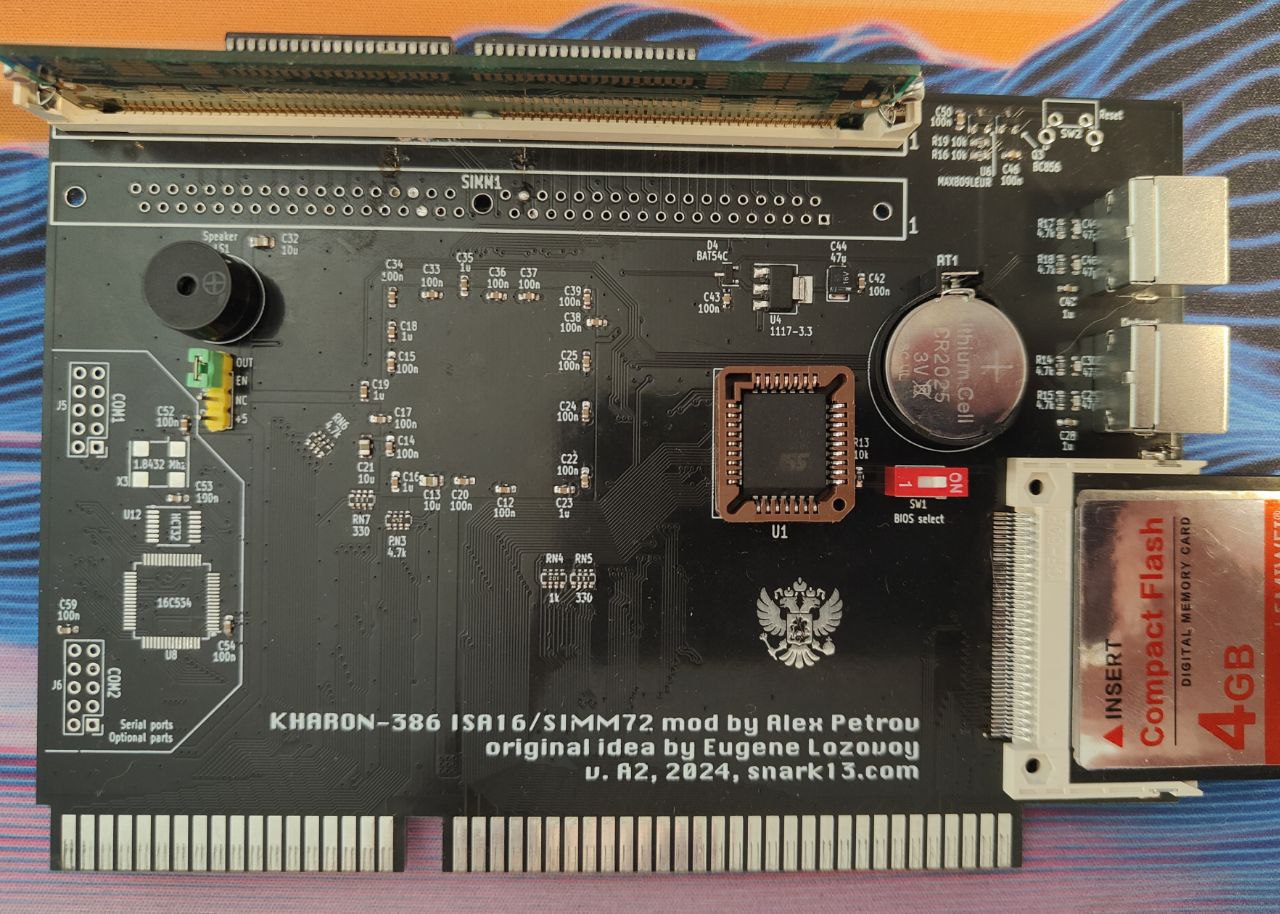 C50
100n
R19 10k
R16 10k
U6
MAX809LEUR
C46
100n
Q3
BC856
SW2
Reset
1
SIMM1
1
Speaker
LS1
C32
10u
C34
100n
C33
100n
C35
1u
C36
100n
C37
100n
C39
100n
C38
100n
D4
BAT54C
C43
100n
U4
1117-3.3
C44
47u
16V
C42
100n
BT1
R17
4.7k
R18
4.7k
1u
Lithium Cell
CR2025
3V
+
C18
1u
C15
100n
C25
100n
R14
4.7k
R15
4.7k
C28
1u
OUT
EN
NC
+5
J5
COM1
C52
100n
C19
1u
C17
100n
C24
100n
RN6
4.7k
C14
100n
C21
10u
C22
100n
R13
10k
1.8432 Mhz
X3
C53
100n
C16
1u
C13
10u
C20
100n
C12
100n
C23
1u
RN7
330
RN3
4.7k
U12
HCT32
U1
ON
1
SW1
BIOS select
RN4
1k
RN5
330
16C554
U8
C59
100n
C54
100n
J6
COM2
Serial ports
Optional parts
INSERT
Compact Flash
DIGITAL MEMORY CARD
4GB
KHARON-386 ISA16/SIMM72 mod by Alex Petrov
original idea by Eugene Lozovoy
v. A2, 2024, snark13.com